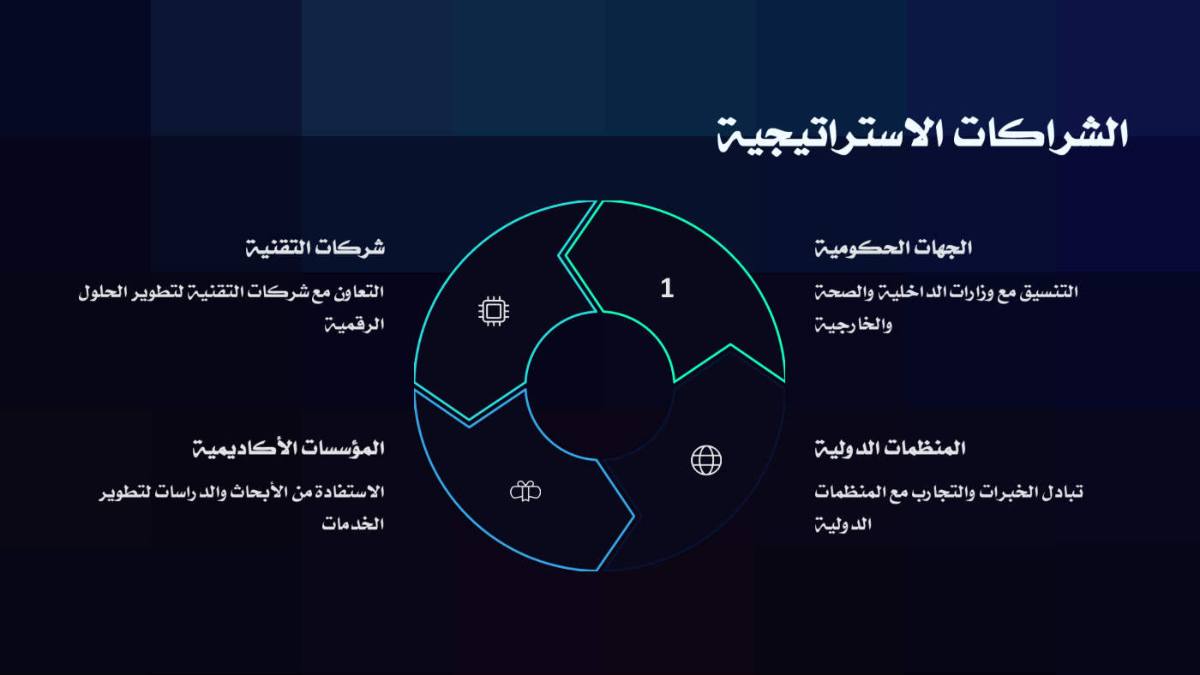 الشراكات الاستراتيجية
1
الجهات الحكومية
التنسيق مع وزارات الداخلية والصحة
والخارجية
المنظمات الدولية
تبادل الخبرات والتجارب مع المنظمات
الدولية
المؤسسات الأكاديمية
الاستفادة من الأبحاث والدراسات لتطوير
الخدمات
شركات التقنية
التعاون مع شركات التقنية لتطوير الحلول
الرقمية